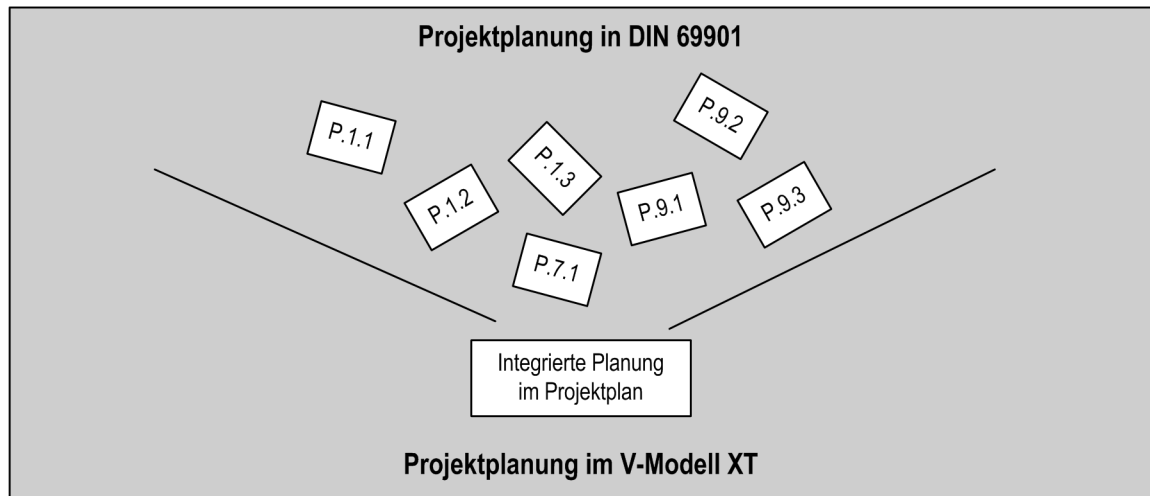 Projektplanung in DIN 69901
P.1.1
P.1.2
P.1.3
P.7.1
P.9.1
P.9.2
P.9.3
Integrierte Planung
im Projektplan
Projektplanung im V-Modell XT